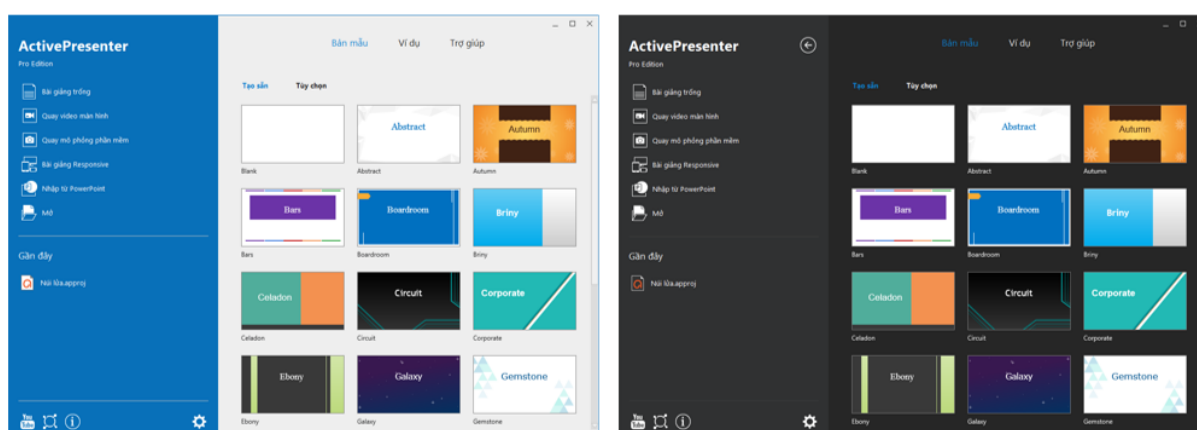 ActivePresenter
Pro Edition
Bài giảng trống
Quay video màn hình
Quay mô phỏng phần mềm
Bài giảng Responsive
Nhập từ PowerPoint
Mở
Gần đây
Núi lửa.approj
You
Tube
Bản mẫu Ví dụ Trợ giúp
Tạo sẵn Tùy chọn
Abstract Autumn
Blank Abstract Autumn
Bars Boardroom Briny
Bars Boardroom Briny
Celadon Circuit Corporate
Celadon Circuit Corporate
Ebony Galaxy Gemstone
Ebony Galaxy Gemstone
ActivePresenter
Pro Edition
Bài giảng trống
Quay video màn hình
Quay mô phỏng phần mềm
Bài giảng Responsive
Nhập từ PowerPoint
Mở
Gần đây
Núi lửa.approj
You
Tube
Bản mẫu Ví dụ Trợ giúp
Tạo sẵn Tùy chọn
Abstract Autumn
Blank Abstract Autumn
Bars Boardroom Briny
Bars Boardroom Briny
Celadon Circuit Corporate
Celadon Circuit Corporate
Ebony Galaxy Gemstone
Ebony Galaxy Gemstone